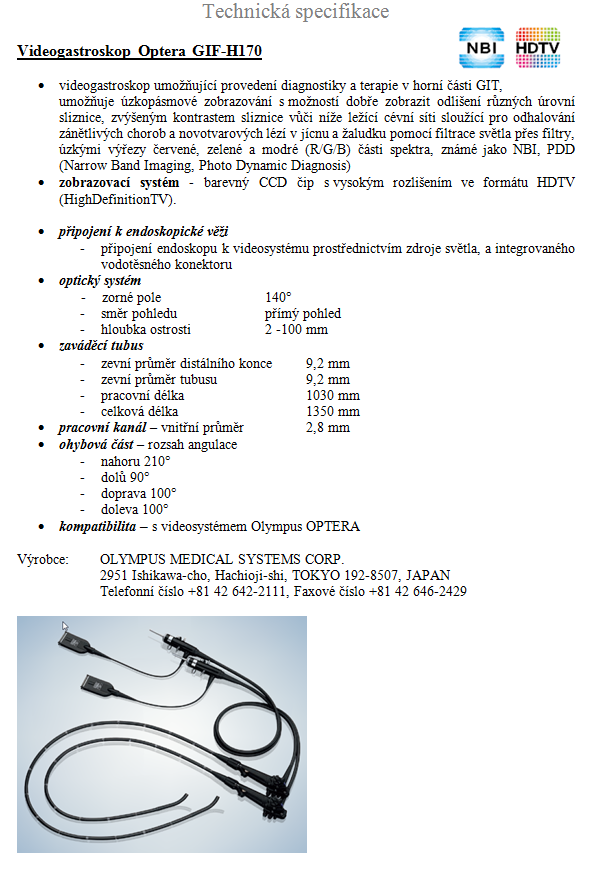 Technická specifikace
Videogastroskop Optera GIF-H170
NBI HDTV
• videogastroskop umožňující provedení diagnostiky a terapie v horní části GIT,
umožňuje úzkopásmové zobrazování s možností dobře zobrazit odlišení různých úrovní
sliznice, zvýšeným kontrastem sliznice vůči níže ležící cévní síti sloužící pro odhalování
zánětlivých chorob a novotvarových lézí v jícnu a žaludku pomocí filtrace světla přes filtry,
úzkými výřezy červené, zelené a modré (R/G/B) části spektra, známé jako NBI, PDD
(Narrow Band Imaging, Photo Dynamic Diagnosis)
• zobrazovací systém - barevný CCD čip s vysokým rozlišením ve formátu HDTV
(HighDefinitionTV).
• připojení k endoskopické věži
- připojení endoskopu k videosystému prostřednictvím zdroje světla, a integrovaného
vodotěsného konektoru
• optický systém
- zorné pole 140°
- směr pohledu přímý pohled
- hloubka ostrosti 2 -100 mm
• zaváděcí tubus
- zevní průměr distálního konce 9,2 mm
- zevní průměr tubusu 9,2 mm
- pracovní délka 1030 mm
- celková délka 1350 mm
• pracovní kanál – vnitřní průměr 2,8 mm
• ohybová část – rozsah angulace
- nahoru 210°
- dolů 90°
- doprava 100°
- doleva 100°
• kompatibilita – s videosystémem Olympus OPTERA
Výrobce: OLYMPUS MEDICAL SYSTEMS CORP.
2951 Ishikawa-cho, Hachioji-shi, TOKYO 192-8507, JAPAN
Telefonní číslo +81 42 642-2111, Faxové číslo +81 42 646-2429